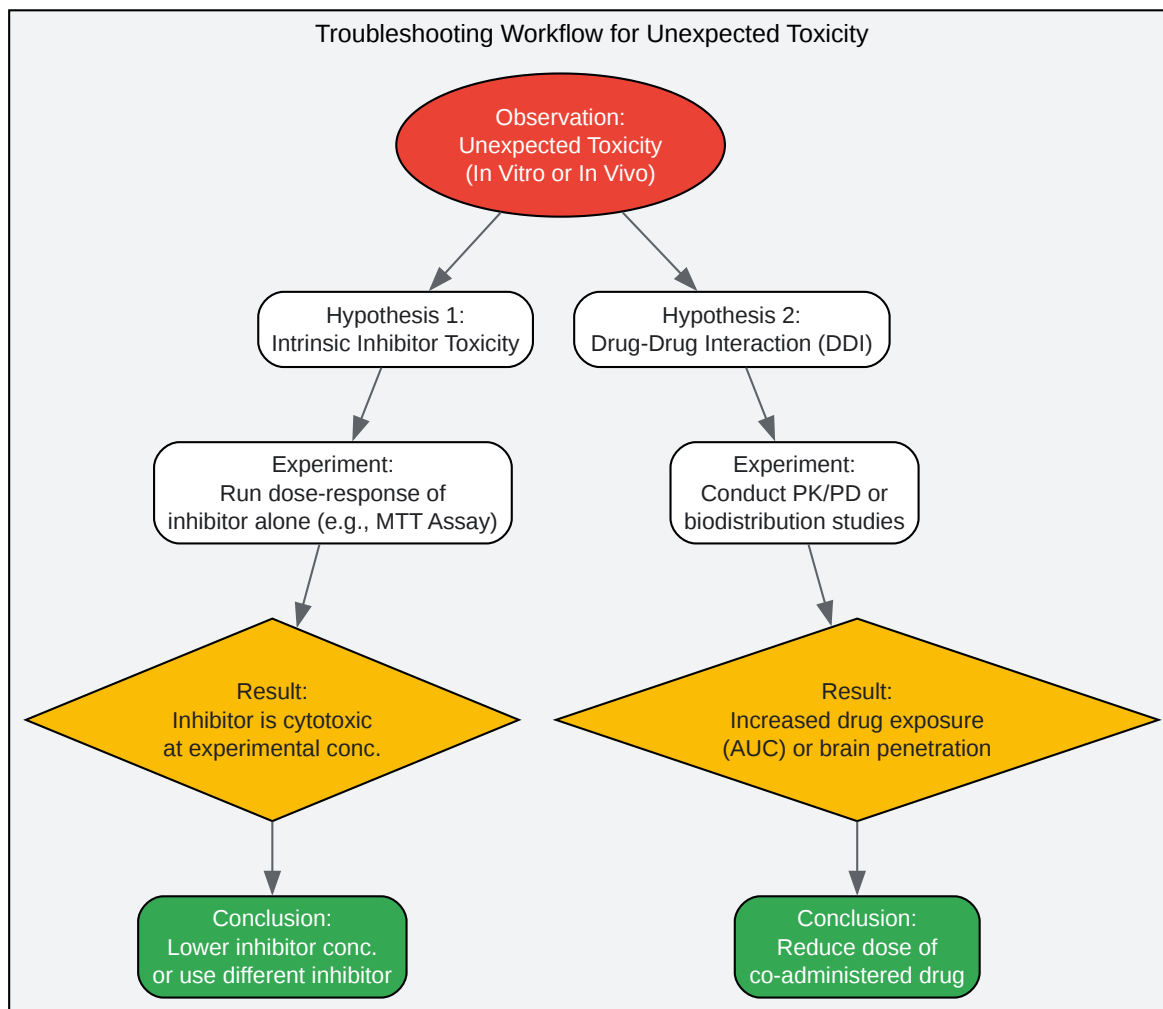 Troubleshooting Workflow for Unexpected Toxicity
Observation:
Unexpected Toxicity
(In Vitro or In Vivo)
Hypothesis 1:
Intrinsic Inhibitor Toxicity
Hypothesis 2:
Drug-Drug Interaction (DDI)
Experiment:
Run dose-response of
inhibitor alone (e.g., MTT Assay)
Experiment:
Conduct PK/PD or
biodistribution studies
Result:
Inhibitor is cytotoxic
at experimental conc.
Result:
Increased drug exposure
(AUC) or brain penetration
Conclusion:
Lower inhibitor conc.
or use different inhibitor
Conclusion:
Reduce dose of
co-administered drug